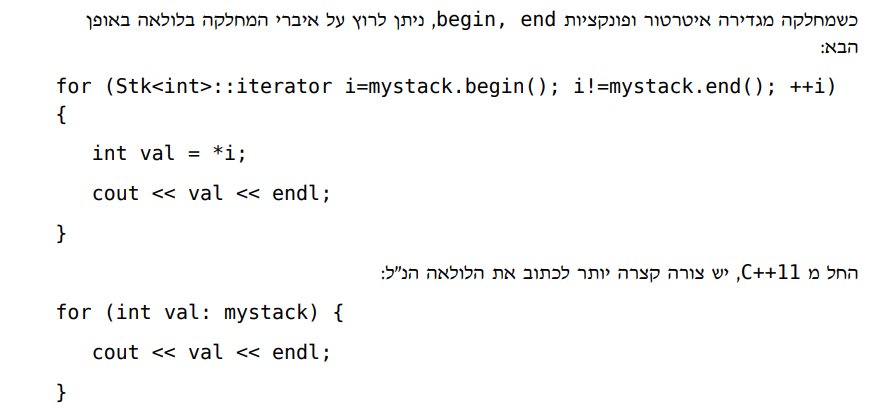 כשמחלקה מגדירה איטרטור ופונקציות begin, end, ניתן לרוץ על איברי המחלקה בלולאה באופן
הבא:
for (Stk<int>::iterator i=mystack.begin(); i!=mystack.end(); ++i)
{
int val = *i;
cout << val << endl;
}
החל מ C++11, יש צורה קצרה יותר לכתוב את הלולאה הנ"ל:
for (int val: mystack) {
cout << val << endl;
}